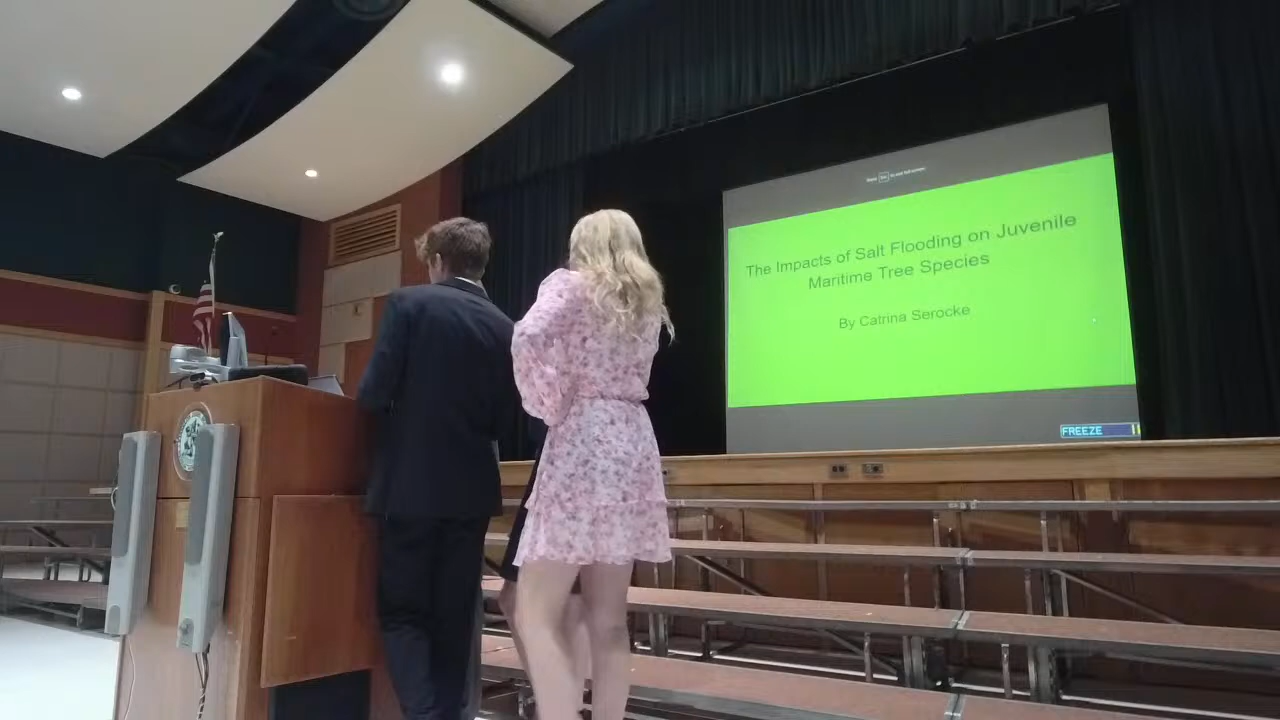 The Impacts of Salt Flooding on Juvenile
Maritime Tree Species
By Catrina Serocke
FREEZE